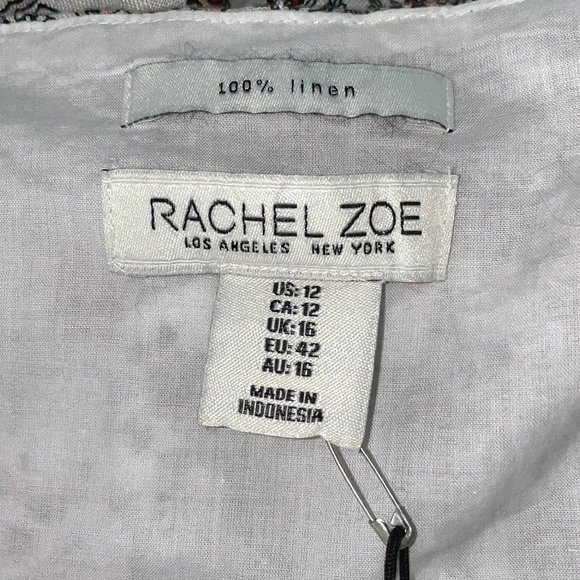 100% linen
RACHEL ZOE
LOS ANGELES NEW YORK
US: 12
CA: 12
UK: 16
EU: 42
AU: 16
MADE IN
INDONESIA